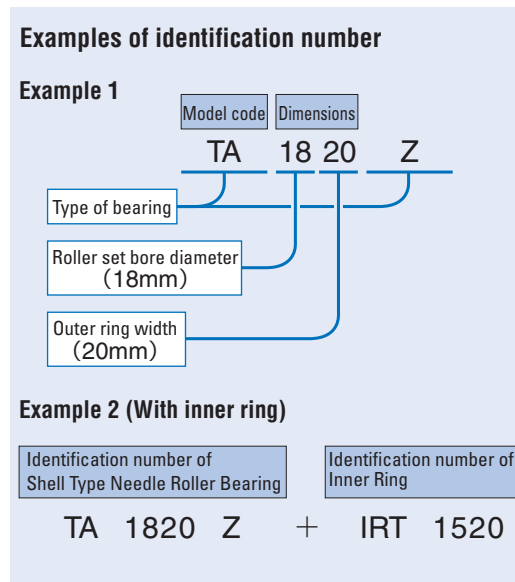 Examples of identification number
Example 1
Model code Dimensions
TA 18 20 Z
Type of bearing
Roller set bore diameter
（18mm）
Outer ring width
（20mm）
Example 2 (With inner ring)
Identification number of
Shell Type Needle Roller Bearing
Identification number of
Inner Ring
TA 1820 Z + IRT 1520